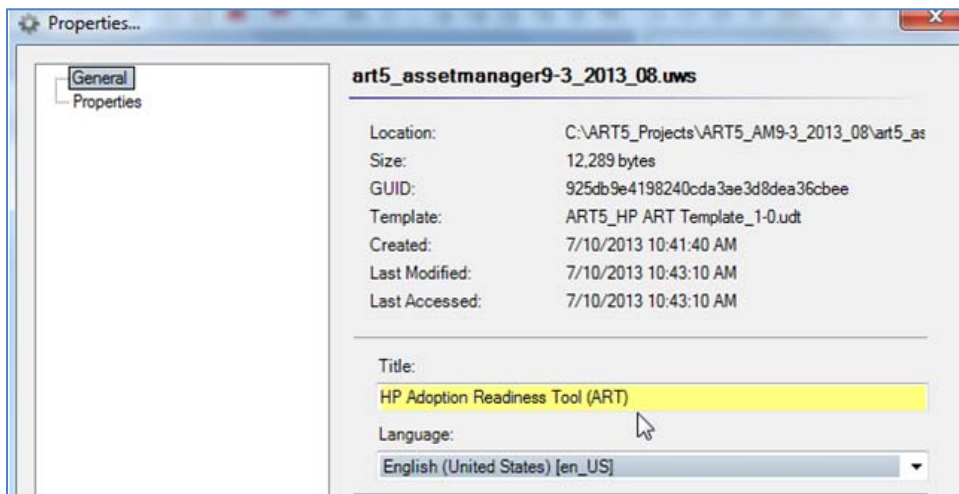 Properties...
General
Properties
art5_assetmanager9-3_2013_08.uws
Location: C:\ART5_Projects\ART5_AM9-3_2013_08\art5_as
Size: 12,289 bytes
GUID: 925db9e4198240cda3ae3d8dea36cbee
Template: ART5_HP ART Template_1-0.udt
Created: 7/10/2013 10:41:40 AM
Last Modified: 7/10/2013 10:43:10 AM
Last Accessed: 7/10/2013 10:43:10 AM
Title:
HP Adoption Readiness Tool (ART)
Language:
English (United States) [en_US]